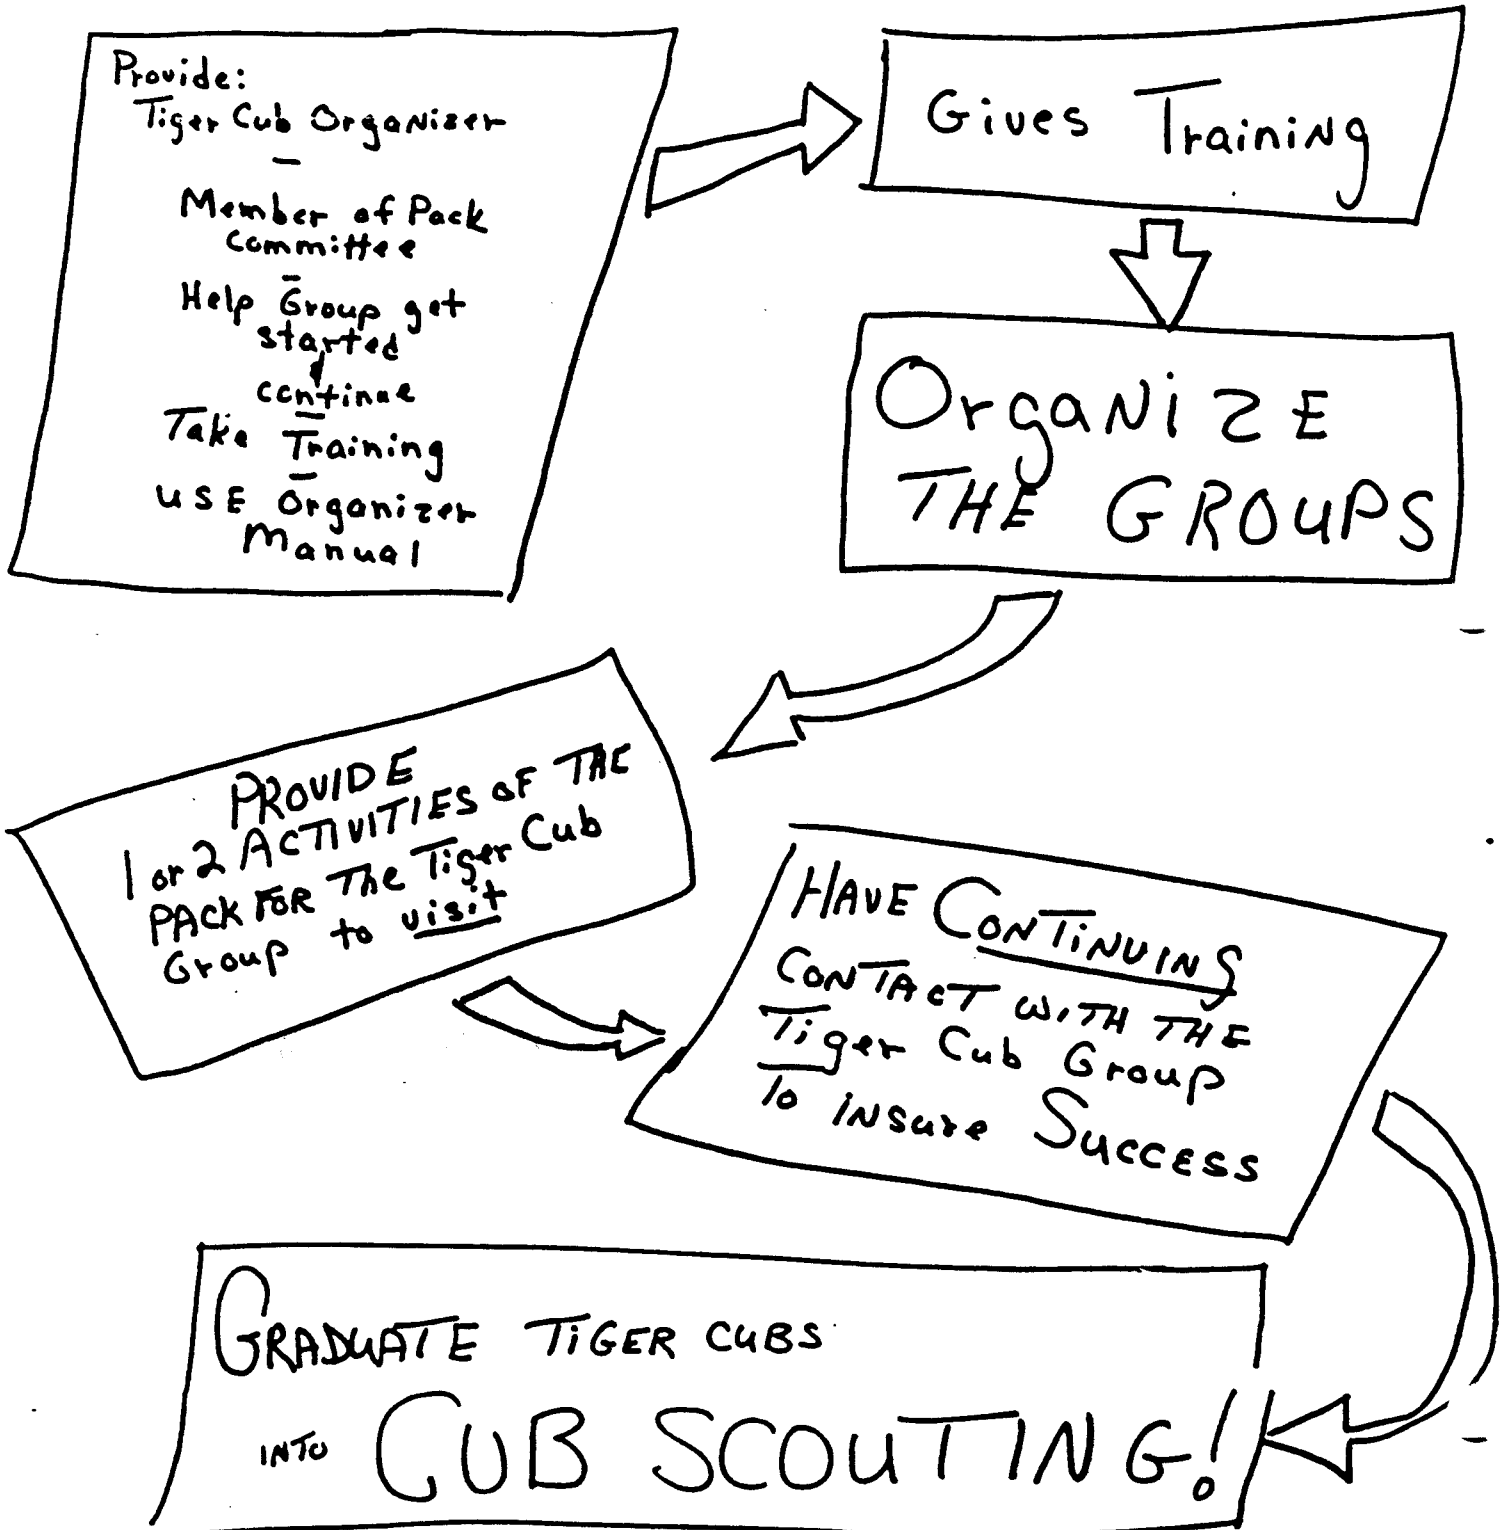 Provide:
Tiger Cub Organizer
-
Member of Pack
Committee
-
Help Group get
started
&
continue
-
Take Training
-
USE Organizer
Manual
Gives Training
Organize
THE GROUPS
PROVIDE
1 or 2 ACTIVITIES OF THE
PACK FOR The Tiger Cub
Group to visit
HAVE CONTINUING
CONTACT WITH THE
Tiger Cub Group
To insure Success
GRADUATE TIGER CUBS
INTO CUB SCOUTING!